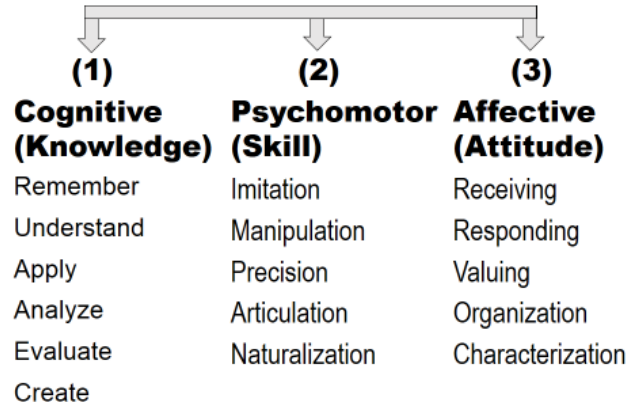 (1)
Cognitive
(Knowledge)
Remember
Understand
Apply
Analyze
Evaluate
Create
(2)
Psychomotor
(Skill)
Imitation
Manipulation
Precision
Articulation
Naturalization
(3)
Affective
(Attitude)
Receiving
Responding
Valuing
Organization
Characterization